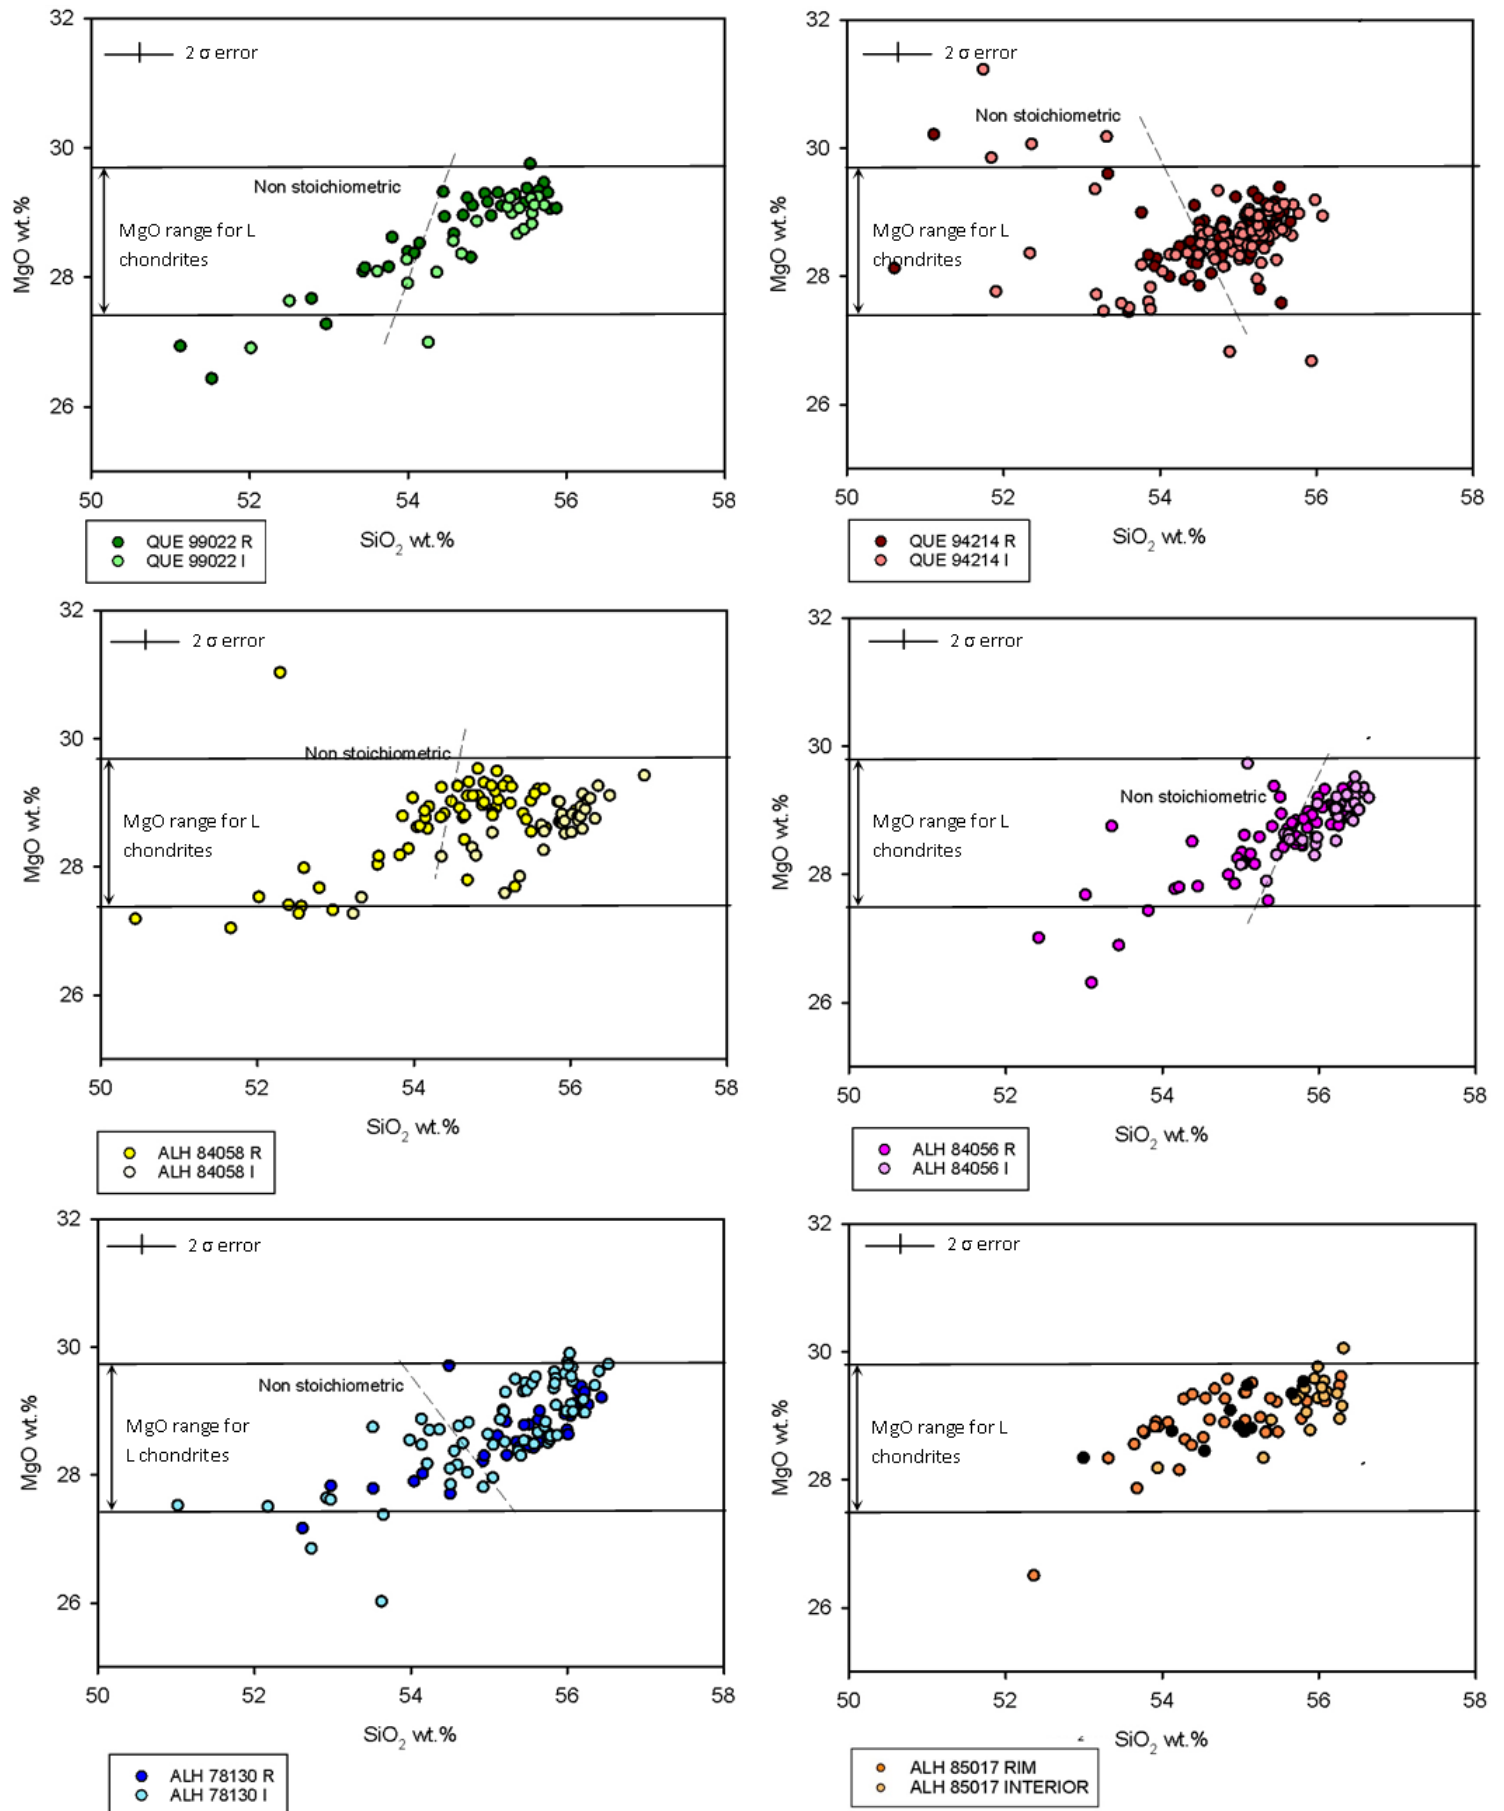 32
2 σ error
30
Non stoichiometric
MgO range for L
chondrites
28
26
MgO wt.%
50 52 54 56 58
SiO2 wt.%
QUE 99022 R
QUE 99022 I
32
2 σ error
Non stoichiometric
30
MgO range for L
chondrites
28
26
MgO wt.%
50 52 54 56 58
SiO2 wt.%
QUE 94214 R
QUE 94214 I
32
2 σ error
30
Non stoichiometric
MgO range for L
chondrites
28
26
MgO wt.%
50 52 54 56 58
SiO2 wt.%
ALH 84058 R
ALH 84058 I
32
2 σ error
30
Non stoichiometric
MgO range for L
chondrites
28
26
MgO wt.%
50 52 54 56 58
SiO2 wt.%
ALH 84056 R
ALH 84056 I
32
2 σ error
30
Non stoichiometric
MgO range for
L chondrites
28
26
MgO wt.%
50 52 54 56 58
SiO2 wt.%
ALH 78130 R
ALH 78130 I
32
2 σ error
30
MgO range for L
chondrites
28
26
MgO wt.%
50 52 54 56 58
SiO2 wt.%
ALH 85017 RIM
ALH 85017 INTERIOR